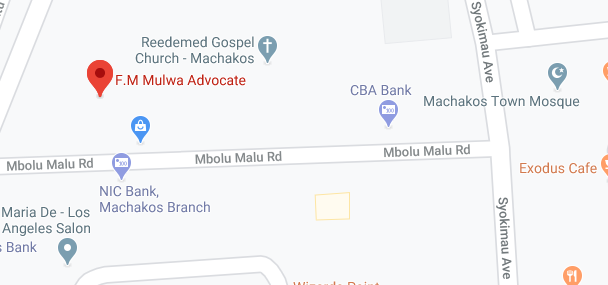 Reedemed Gospel
Church - Machakos
Syokimau Ave
F.M Mulwa Advocate
CBA Bank
Machakos Town Mosque
Mbolu Malu Rd
Mbolu Malu Rd
Mbolu Malu Rd
Exodus Cafe
NIC Bank,
Machakos Branch
Maria De - Los
Angeles Salon
s Bank
Syokimau Ave